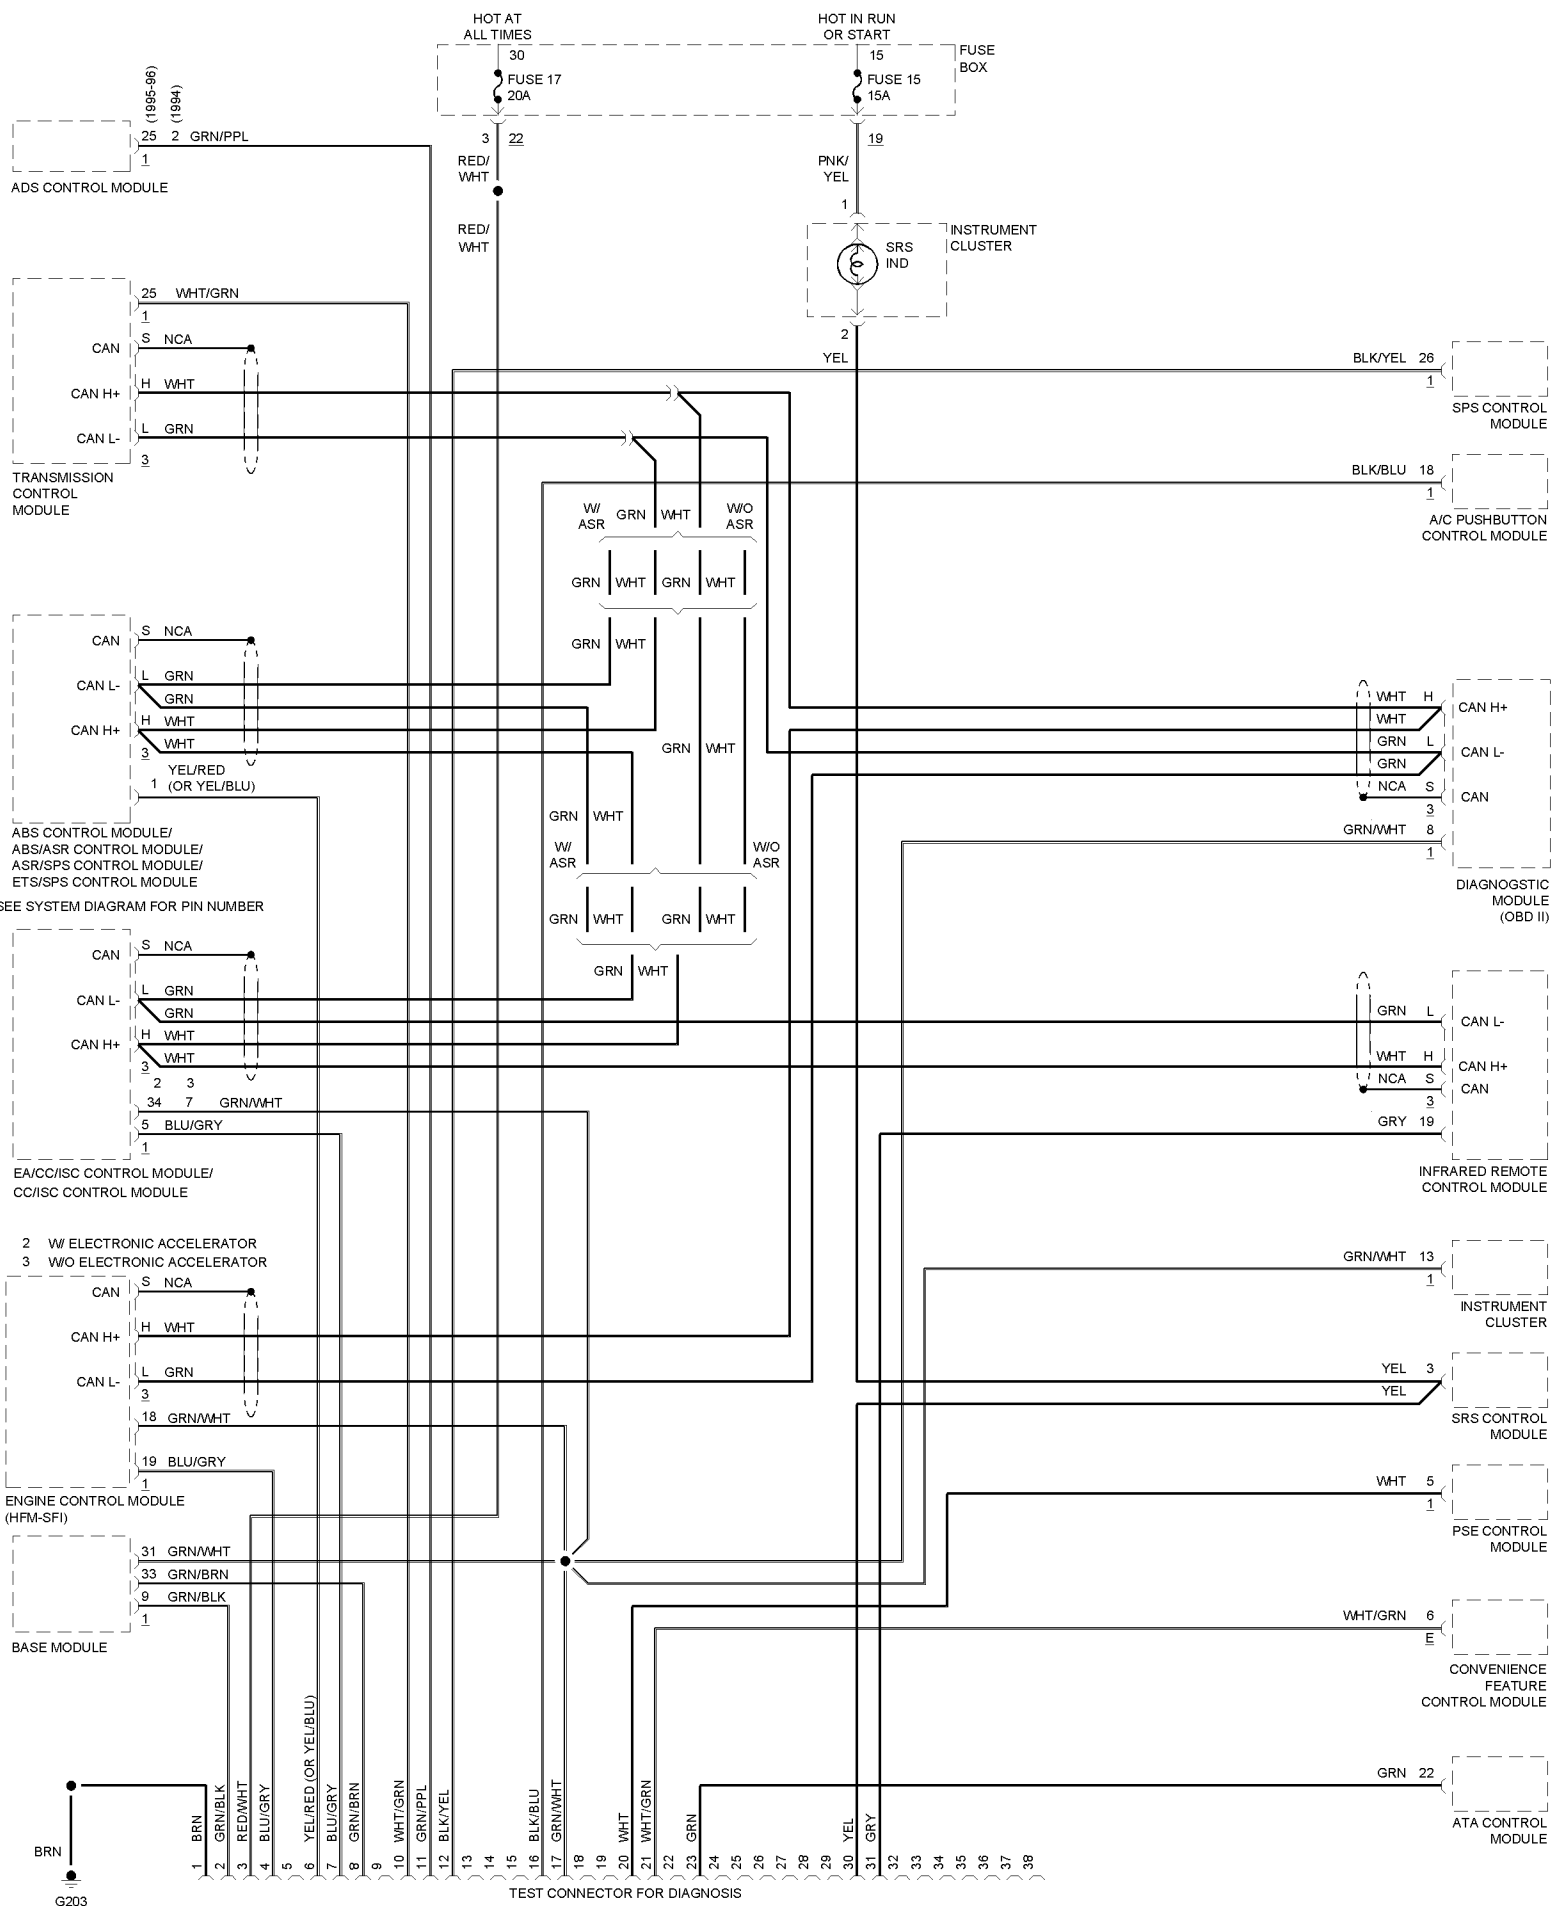 HOT AT
ALL TIMES
HOT IN RUN
OR START
30
15
FUSE
BOX
FUSE 17
20A
FUSE 15
15A
(1995-96)
(1994)
25 2 GRN/PPL
1
ADS CONTROL MODULE
3 22
19
RED/
WHT
PNK/
YEL
1
RED/
WHT
INSTRUMENT
CLUSTER
SRS
IND
2
YEL
25 WHT/GRN
1
CAN S NCA
CAN H+ H WHT
CAN L- L GRN
3
TRANSMISSION
CONTROL
MODULE
BLK/YEL 26
1
SPS CONTROL
MODULE
BLK/BLU 18
1
A/C PUSHBUTTON
CONTROL MODULE
W/
ASR
GRN WHT
W/O
ASR
GRN WHT GRN WHT
GRN WHT
CAN S NCA
CAN L- L GRN
GRN
CAN H+ H WHT
WHT
3
1 YEL/RED
(OR YEL/BLU)
ABS CONTROL MODULE/
ABS/ASR CONTROL MODULE/
ASR/SPS CONTROL MODULE/
ETS/SPS CONTROL MODULE
SEE SYSTEM DIAGRAM FOR PIN NUMBER
GRN WHT
GRN WHT
W/
ASR
W/O
ASR
GRN WHT GRN WHT
GRN WHT
WHT H CAN H+
WHT
GRN L CAN L-
GRN
NCA S CAN
3
GRN/WHT 8
1
DIAGNOGSTIC
MODULE
(OBD II)
CAN S NCA
CAN L- L GRN
GRN
CAN H+ H WHT
WHT
3
2 3
34 7 GRN/WHT
5 BLU/GRY
1
EA/CC/ISC CONTROL MODULE/
CC/ISC CONTROL MODULE
GRN L CAN L-
WHT H CAN H+
NCA S CAN
3
GRY 19
INFRARED REMOTE
CONTROL MODULE
2 W/ ELECTRONIC ACCELERATOR
3 W/O ELECTRONIC ACCELERATOR
CAN S NCA
CAN H+ H WHT
CAN L- L GRN
3
18 GRN/WHT
19 BLU/GRY
1
ENGINE CONTROL MODULE
(HFM-SFI)
GRN/WHT 13
1
INSTRUMENT
CLUSTER
YEL 3
YEL
SRS CONTROL
MODULE
WHT 5
1
PSE CONTROL
MODULE
31 GRN/WHT
33 GRN/BRN
9 GRN/BLK
1
BASE MODULE
WHT/GRN 6
E
CONVENIENCE
FEATURE
CONTROL MODULE
GRN 22
ATA CONTROL
MODULE
BRN
G203
1 BRN
2 GRN/BLK
3 RED/WHT
4 BLU/GRY
5
6 YEL/RED (OR YEL/BLU)
7 BLU/GRY
8 GRN/BRN
9
10 WHT/GRN
11 GRN/PPL
12 BLK/YEL
13
14
15
16 BLK/BLU
17 GRN/WHT
18
19
20 WHT
21 WHT/GRN
22
23 GRN
24
25
26
27
28
29
30 YEL
31 GRY
32
33
34
35
36
37
38
TEST CONNECTOR FOR DIAGNOSIS